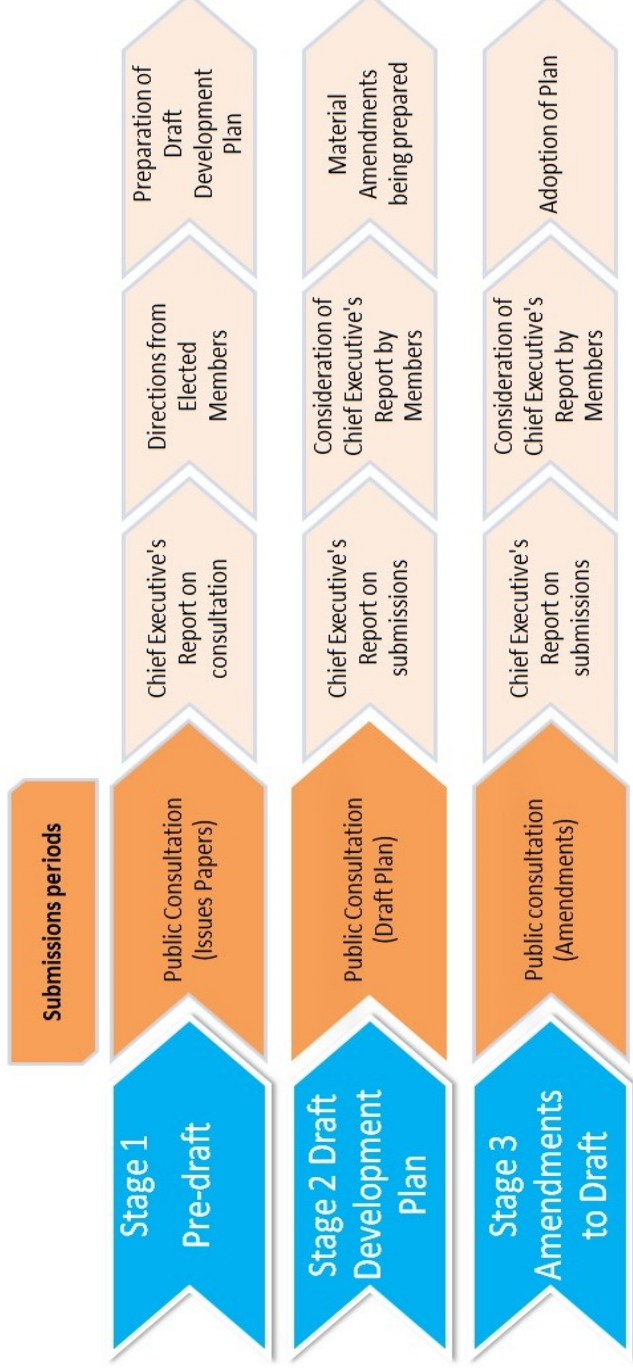 Submissions periods
Stage 1
Pre-draft
Public Consultation
(Issues Papers)
Chief Executive's
Report on
consultation
Directions from
Elected
Members
Preparation of
Draft
Development
Plan
Stage 2 Draft
Development
Plan
Public Consultation
(Draft Plan)
Chief Executive's
Report on
submissions
Consideration of
Chief Executive's
Report by
Members
Material
Amendments
being prepared
Stage 3
Amendments
to Draft
Public consultation
(Amendments)
Chief Executive's
Report on
submissions
Consideration of
Chief Executive's
Report by
Members
Adoption of Plan